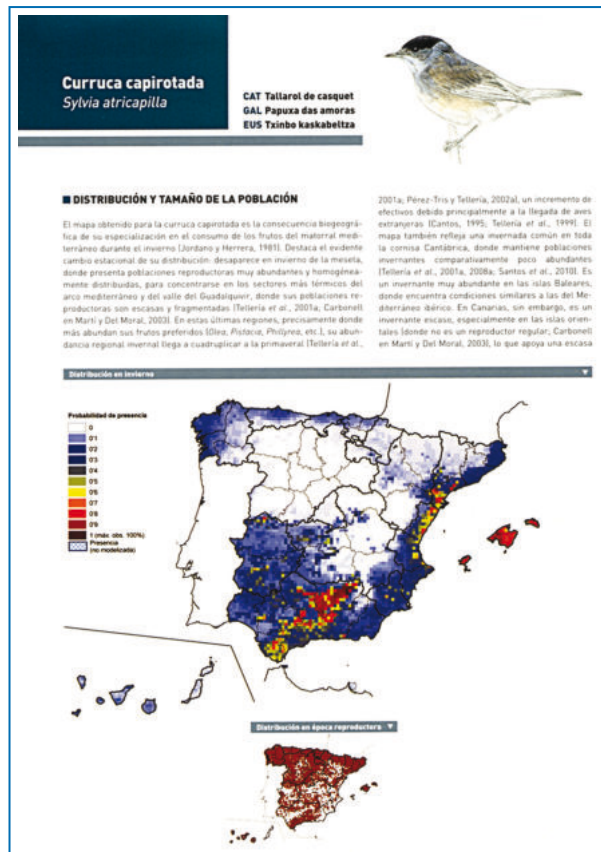 Curruca capirotada
Sylvia atricapilla
CAT Tallarol de casquet
GAL Papuxa das amoras
EUS Txinbo kaskabeltza
DISTRIBUCIÓN Y TAMAÑO DE LA POBLACIÓN
El mapa obtenido para la curruca capirotada es la consecuencia biogeográ-
fica de su especialización en el consumo de los frutos del matorral medi-
terráneo durante el invierno (Jordano y Herrera, 1981). Destaca el evidente
cambio estacional de su distribución: desaparece en invierno de la meseta,
donde presenta poblaciones reproductoras muy abundantes y homogénea-
mente distribuidas, para concentrarse en los sectores más térmicos del
arco mediterráneo y del valle del Guadalquivir, donde sus poblaciones re-
productoras son escasas y fragmentadas (Tellería et al., 2001a; Carbonell
en Martí y Del Moral, 2003). En estas últimas regiones, precisamente donde
más abundan sus frutos preferidos (Olea, Pistacia, Phillyrea, etc.), su abun-
dancia regional invernal llega a cuadruplicar a la primaveral (Tellería et al.,
2001a; Pérez-Tris y Tellería, 2002a), un incremento de
efectivos debido principalmente a la llegada de aves
extranjeras (Cantos, 1995; Tellería et al., 1999). El
mapa también refleja una invernada común en toda
la cornisa Cantábrica, donde mantiene poblaciones
invernantes comparativamente poco abundantes
(Tellería et al., 2001a, 2008a; Santos et al., 2010). Es
un invernante muy abundante en las islas Baleares,
donde encuentra condiciones similares a las del Me-
diterráneo ibérico. En Canarias, sin embargo, es un
invernante escaso, especialmente en las islas orien-
tales (donde no es un reproductor regular; Carbonell
en Martí y Del Moral, 2003), lo que apoya una escasa
Distribución en invierno
Probabilidad de presencia
0
0'1
0'2
0'3
0'4
0'5
0'6
0'7
0'8
0'9
1 (máx. obs. 100%)
Presencia
(no modelizada)
Distribución en época reproductora